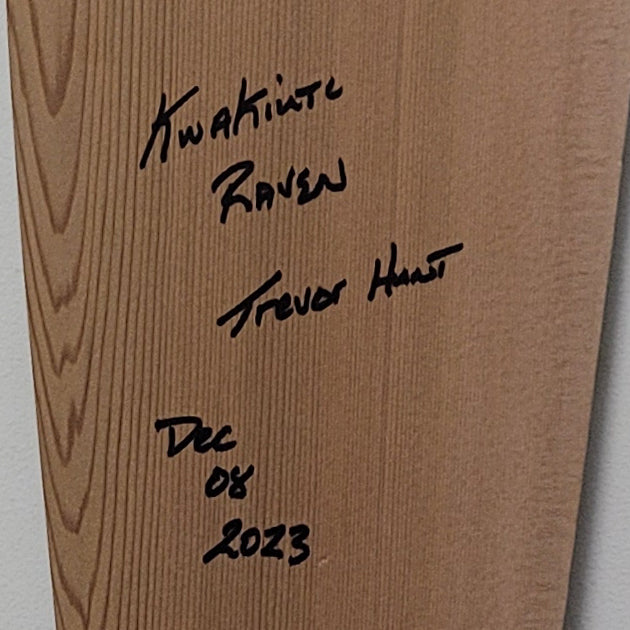 KwaKiutL
RAVEN
Trevor Hunt
Dec
08
2023